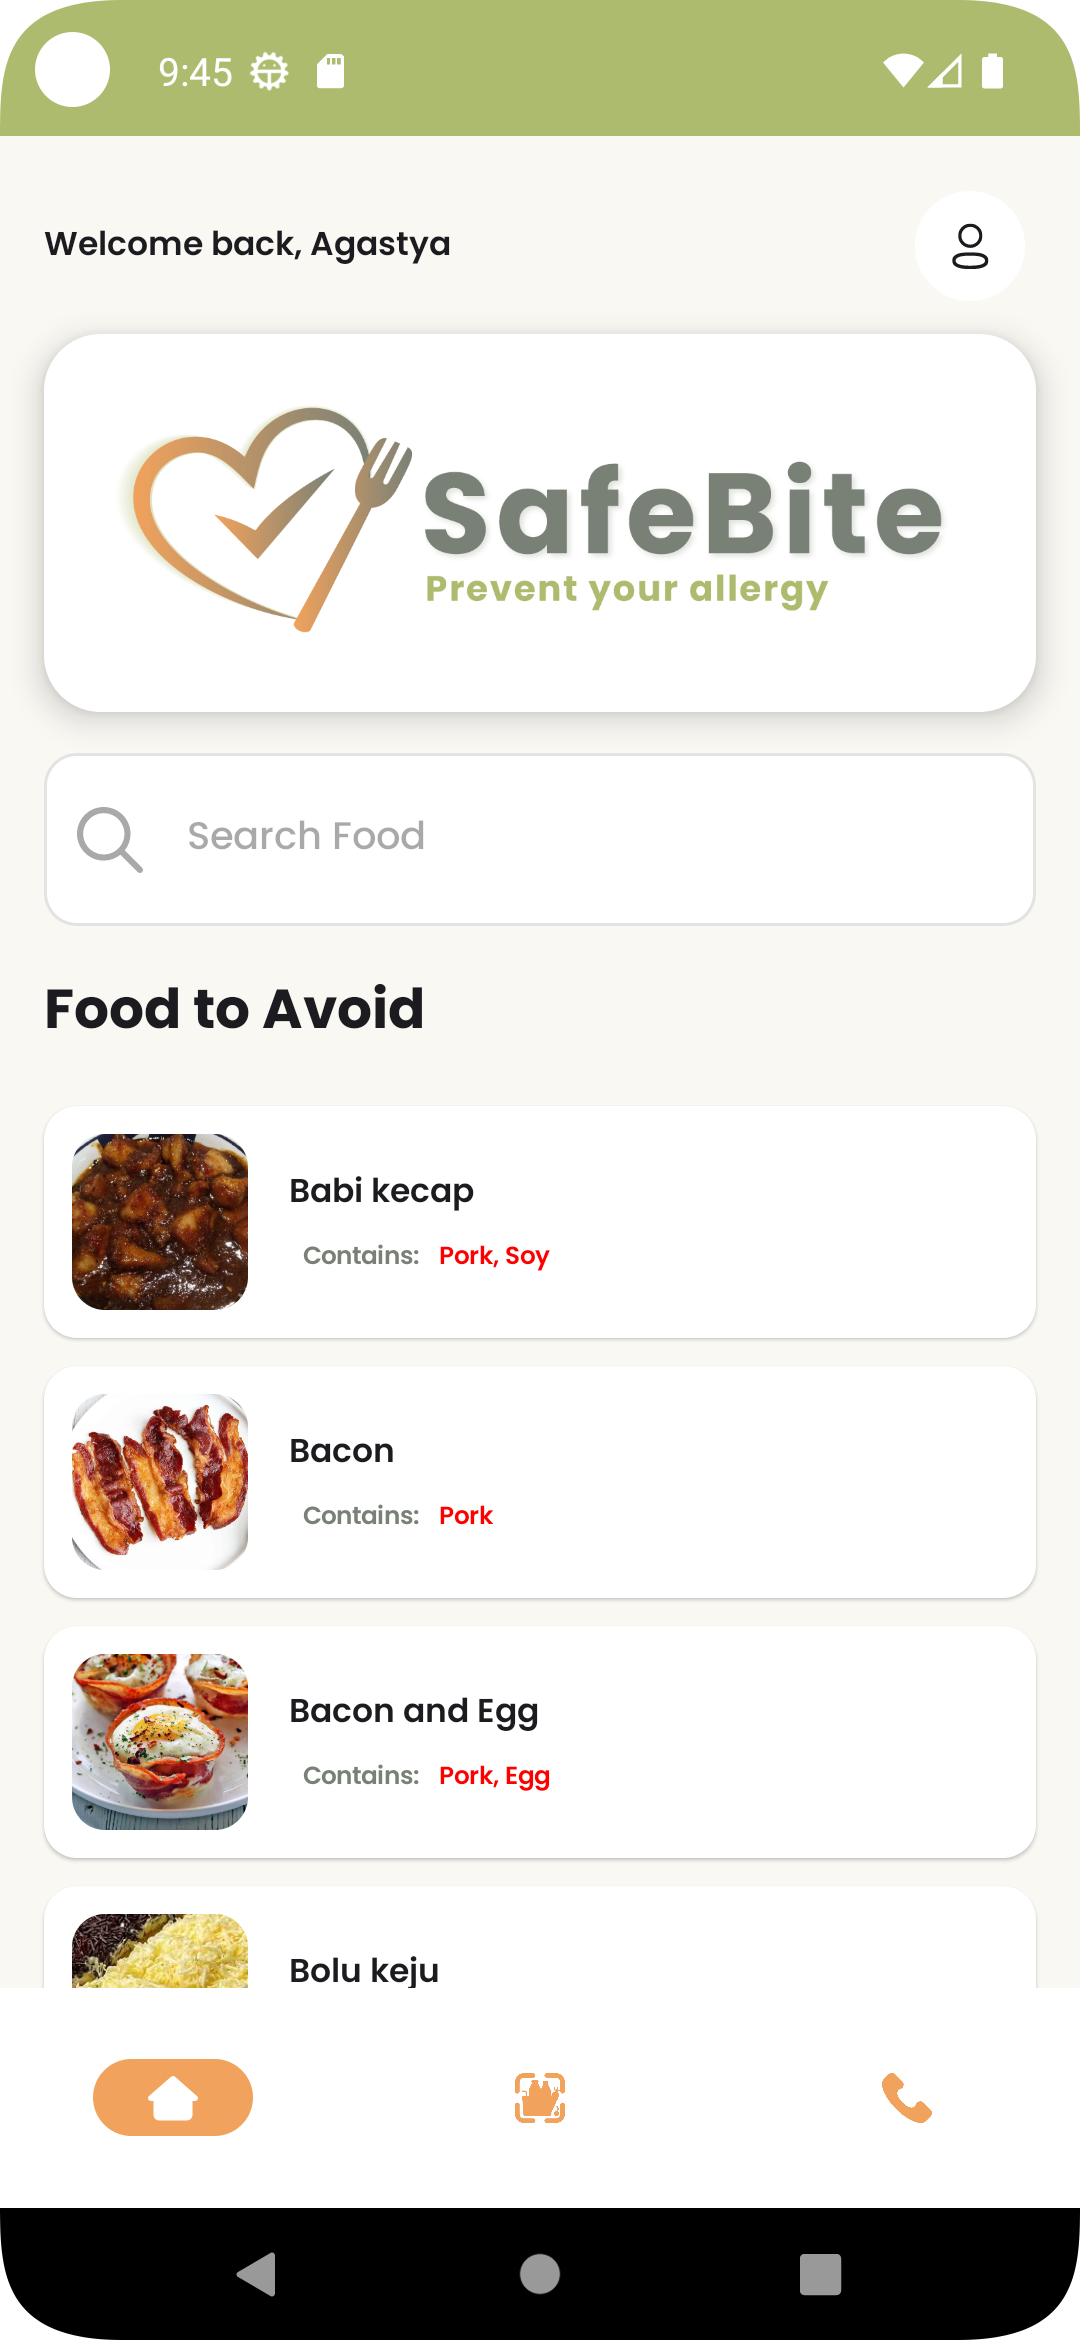 9:45
Welcome back, Agastya
SafeBite
Prevent your allergy
Search Food
Food to Avoid
Babi kecap
Contains: Pork, Soy
Bacon
Contains: Pork
Bacon and Egg
Contains: Pork, Egg
Bolu keju